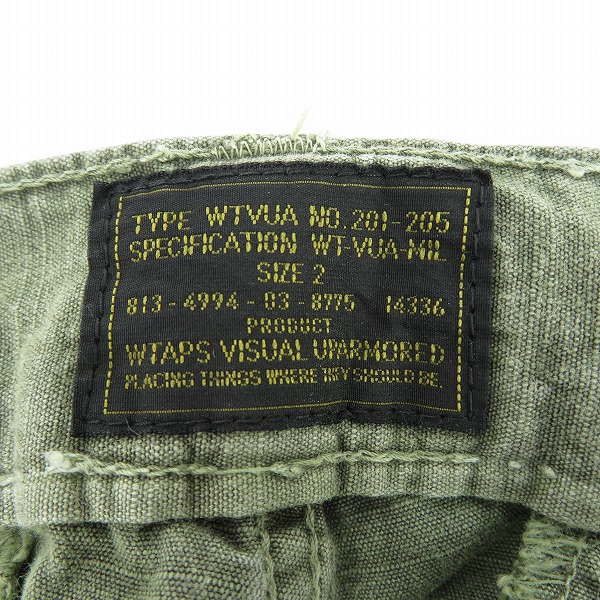 TYPE WTVUA NO.201-205
SPECIFICATION WT-VUA-MIL
SIZE 2
813-4994-03-8775 14336
PRODUCT
WTAPS VISUAL UPARMORED
PLACING THINGS WHERE THEY SHOULD BE.